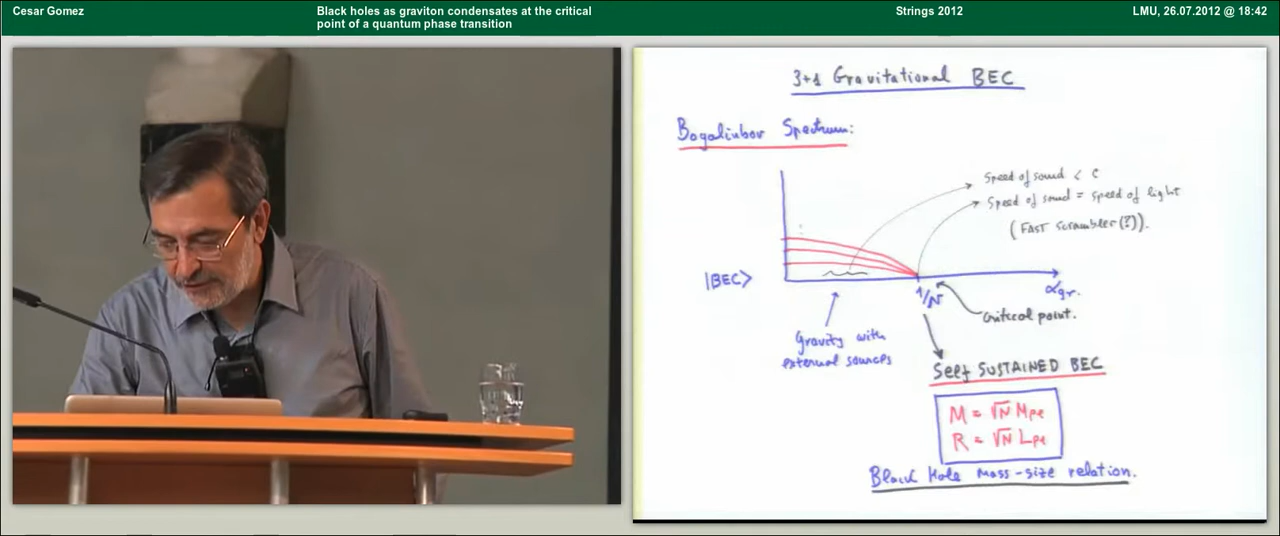 Cesar Gomez
Black holes as graviton condensates at the critical
point of a quantum phase transition
Strings 2012
LMU, 26.07.2012 @ 18:42
3+1 Gravitational BEC
Bogoliubov Spectrum:
Speed of sound < c
Speed of sound = speed of light
(FAST Scrambler(?)).
|BEC>
1/N
αgr.
Critical point.
Gravity with
external sources
Self SUSTAINED BEC
M = √N Mpe
R = √N Lpe
Black Hole mass-size relation.